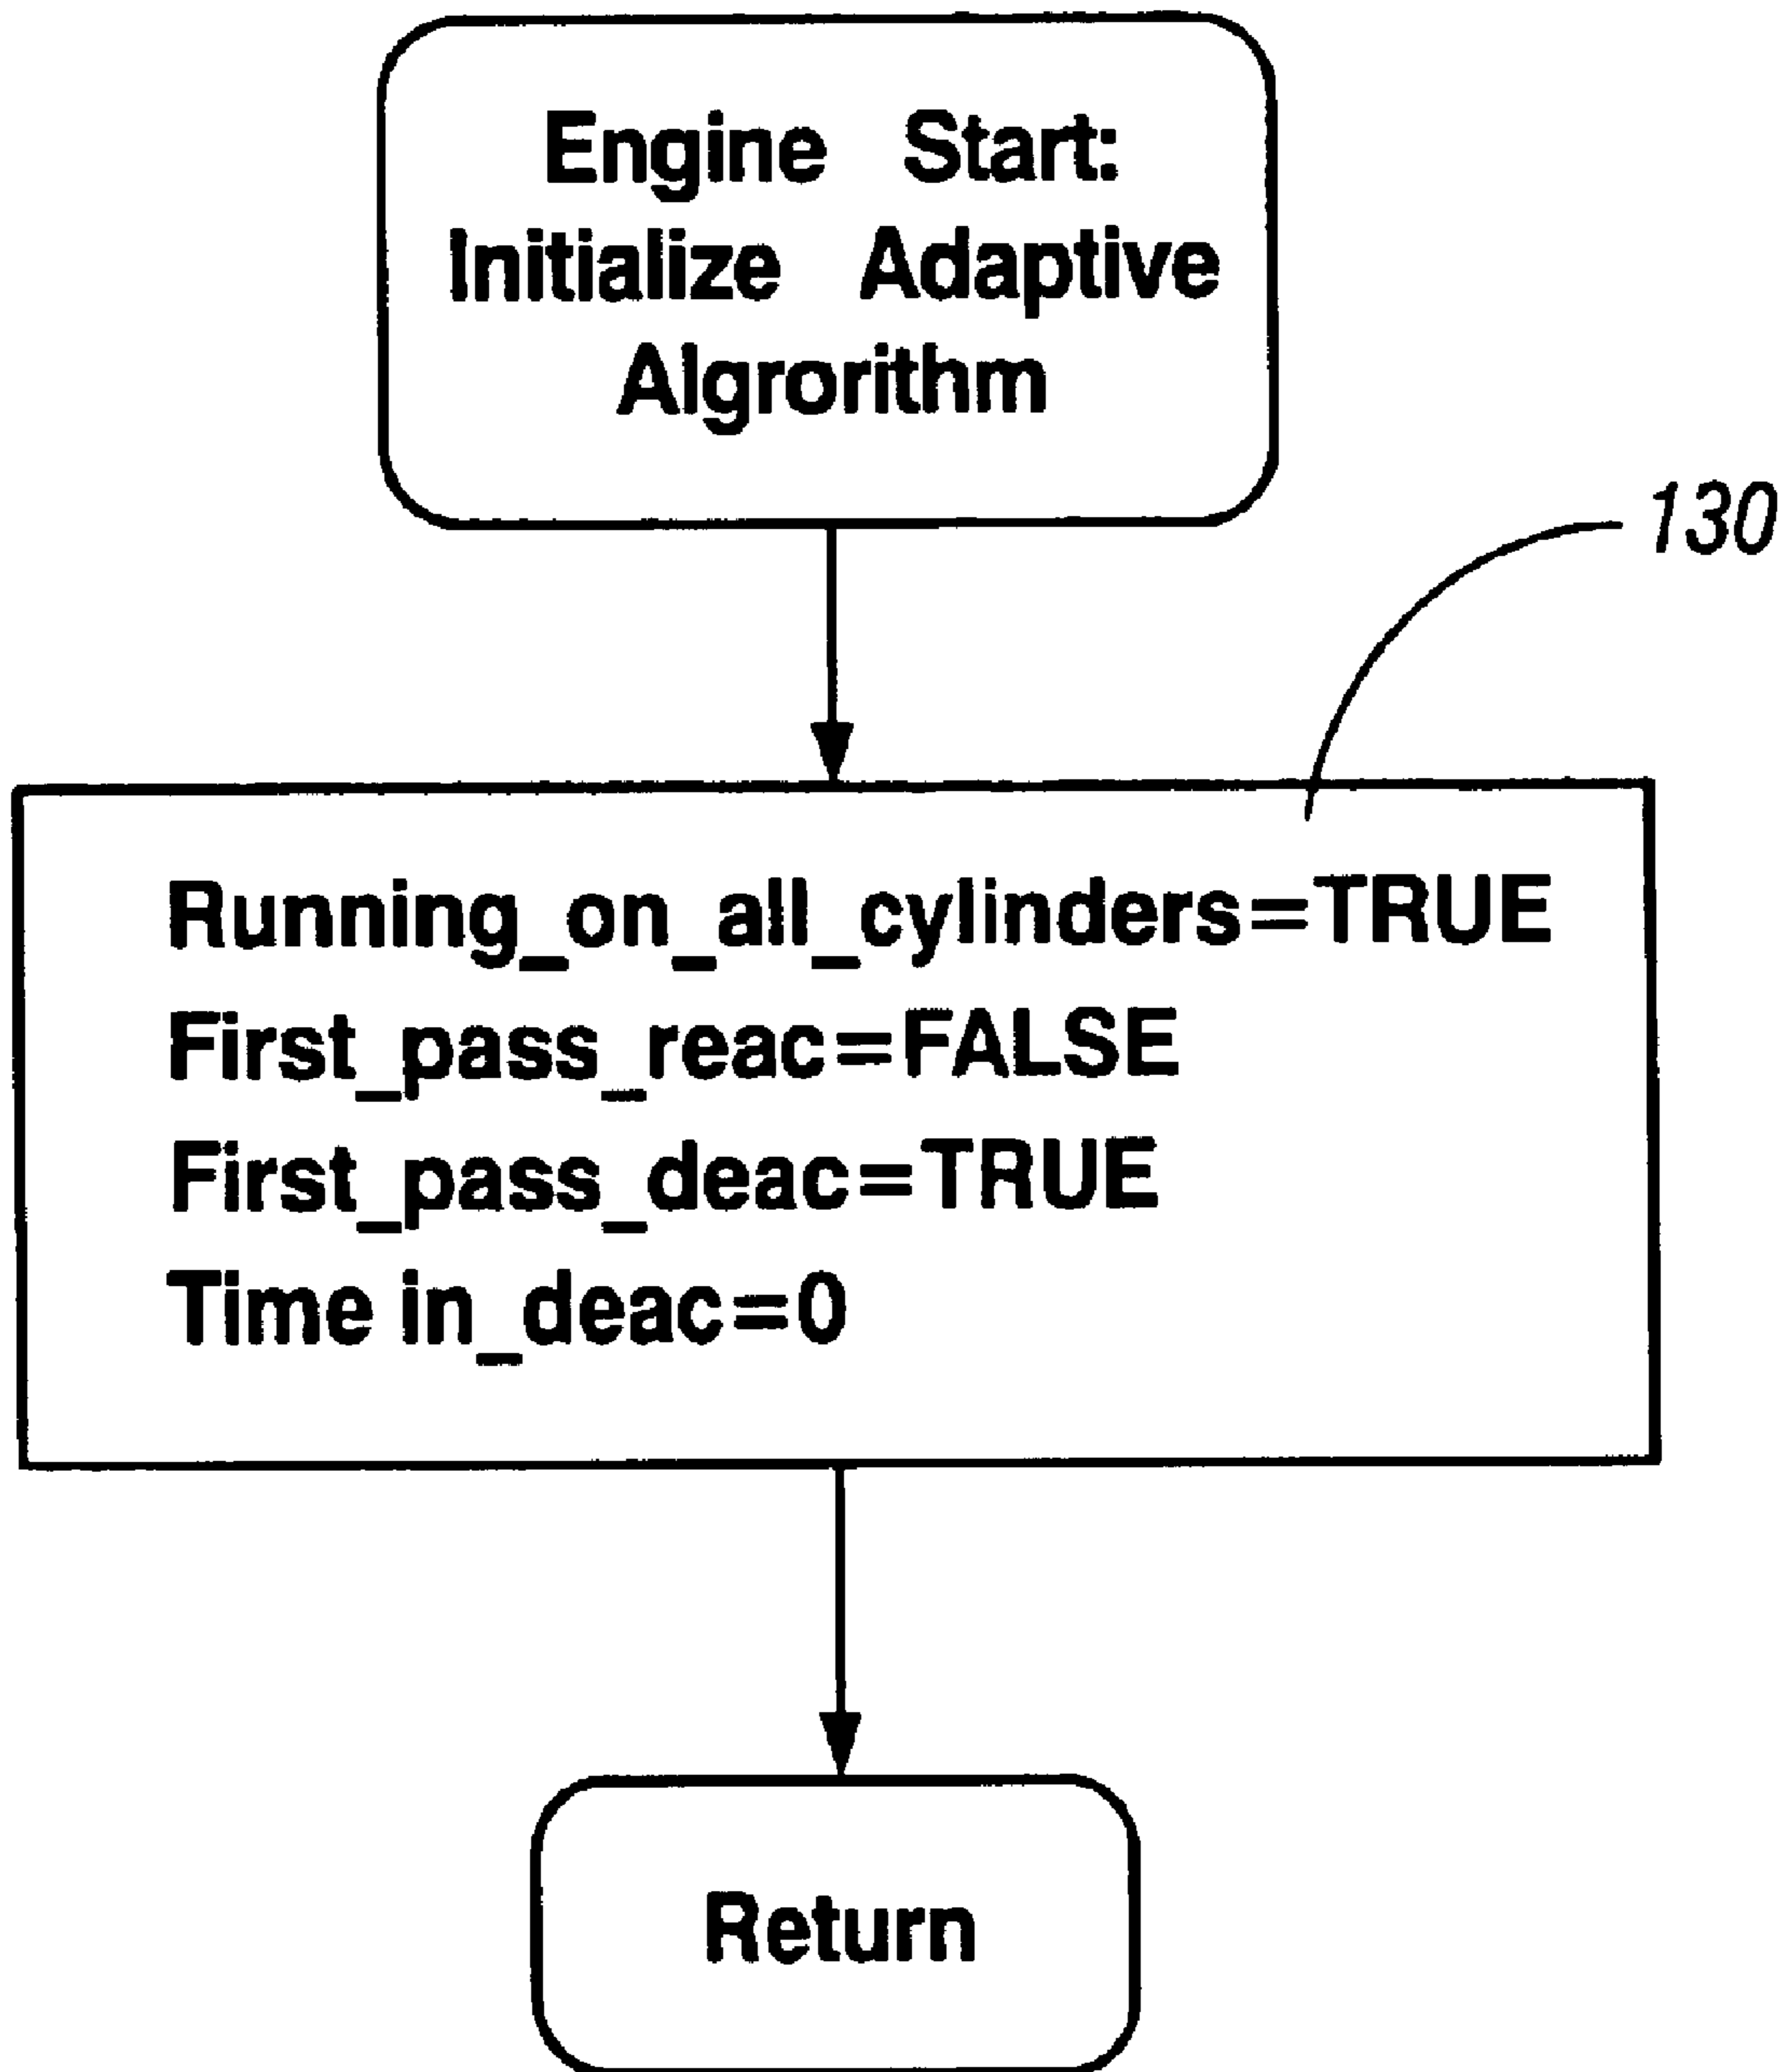 Engine Start:
Initialize Adaptive
Algrorithm
130
Running_on_all_cylinders=TRUE
First_pass_reac=FALSE
First_pass_deac=TRUE
Time in_deac=0
Return